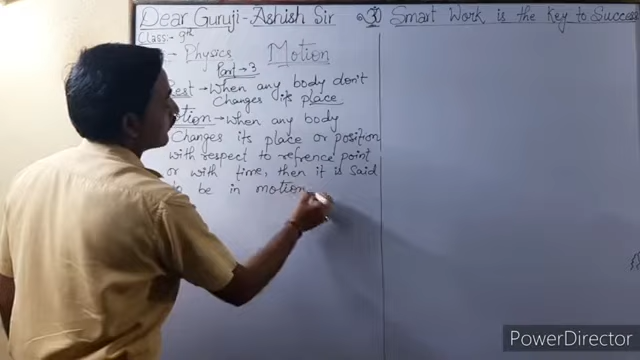 Dear Guruji - Ashish Sir ॐ Smart Work is the Key to Success
Class:- 9th
:- Physics Motion
Part-3
Rest → When any body don't
Changes its place
Motion → When any body
Changes its place or position
with respect to refrence point
or with time, then it is said
to be in motion
PowerDirector